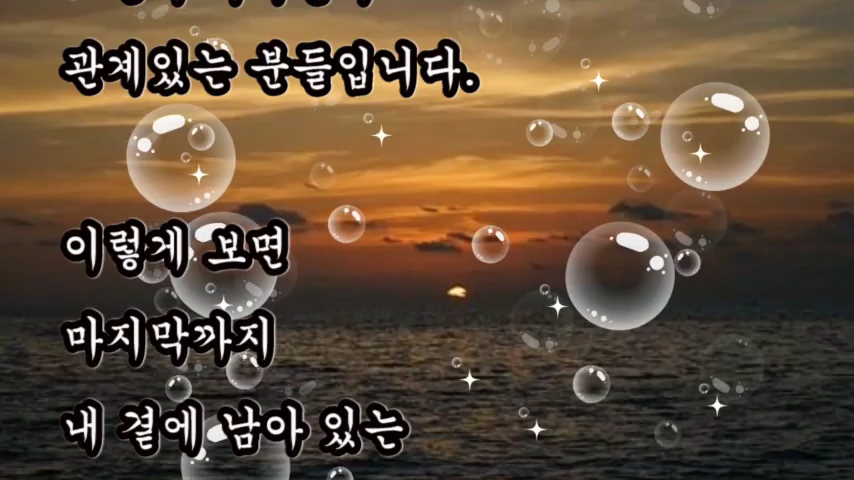 관계있는 분들입니다.
이렇게 보면
마지막까지
내 곁에 남아 있는